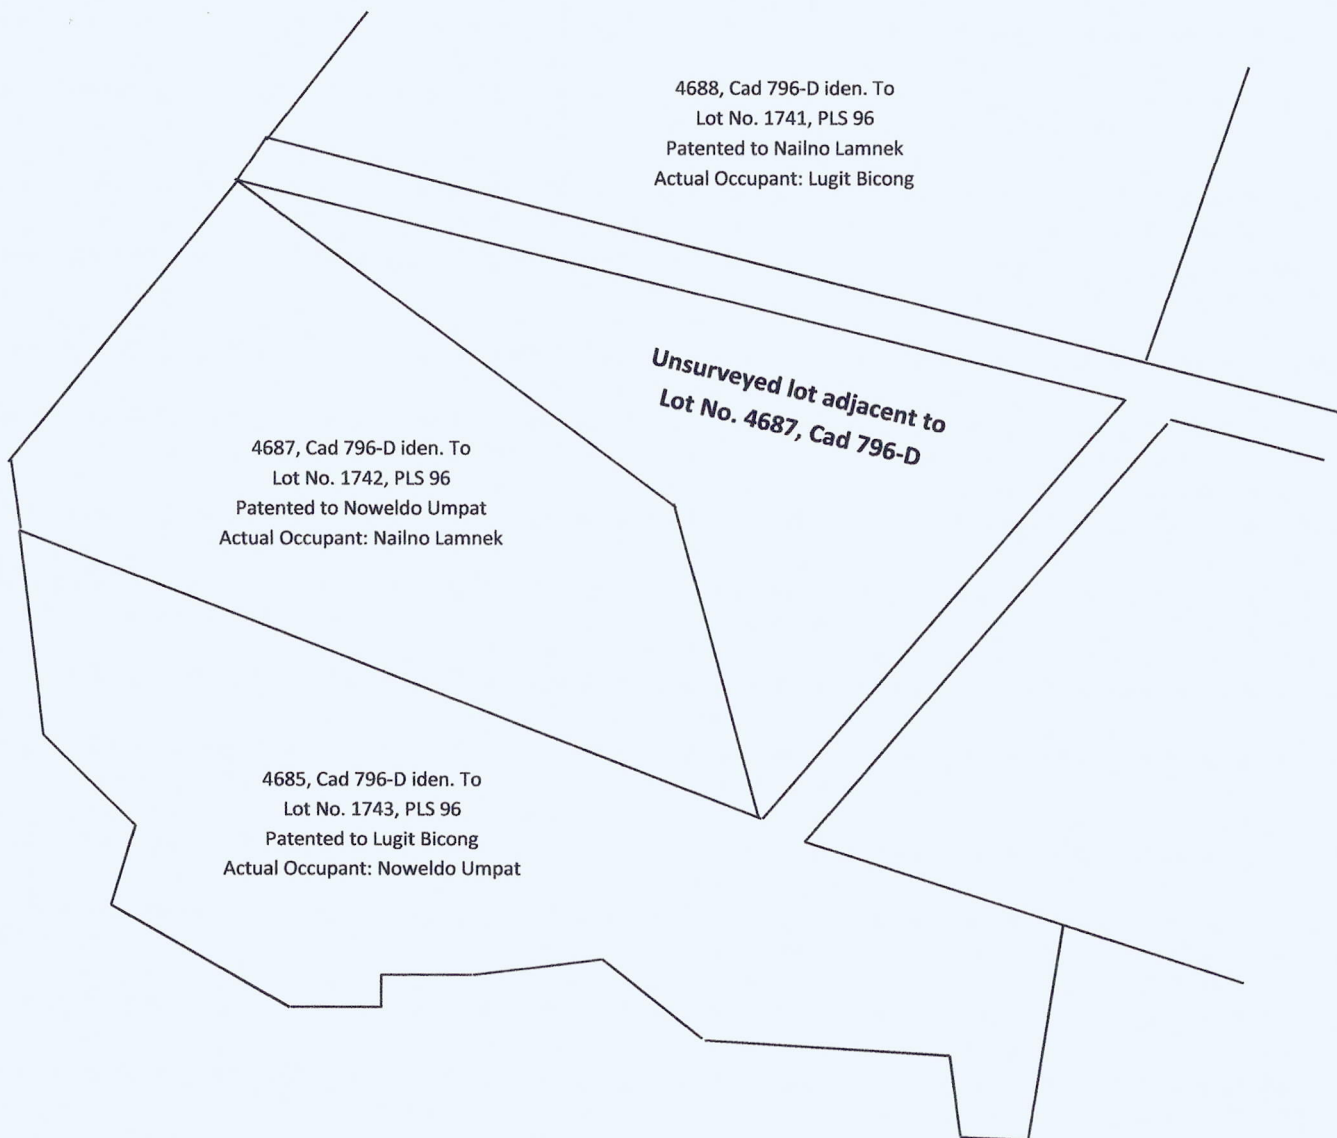 4688, Cad 796-D iden. To
Lot No. 1741, PLS 96
Patented to Nailno Lamnek
Actual Occupant: Lugit Bicong
Unsurveyed lot adjacent to
Lot No. 4687, Cad 796-D
4687, Cad 796-D iden. To
Lot No. 1742, PLS 96
Patented to Noweldo Umpat
Actual Occupant: Nailno Lamnek
4685, Cad 796-D iden. To
Lot No. 1743, PLS 96
Patented to Lugit Bicong
Actual Occupant: Noweldo Umpat